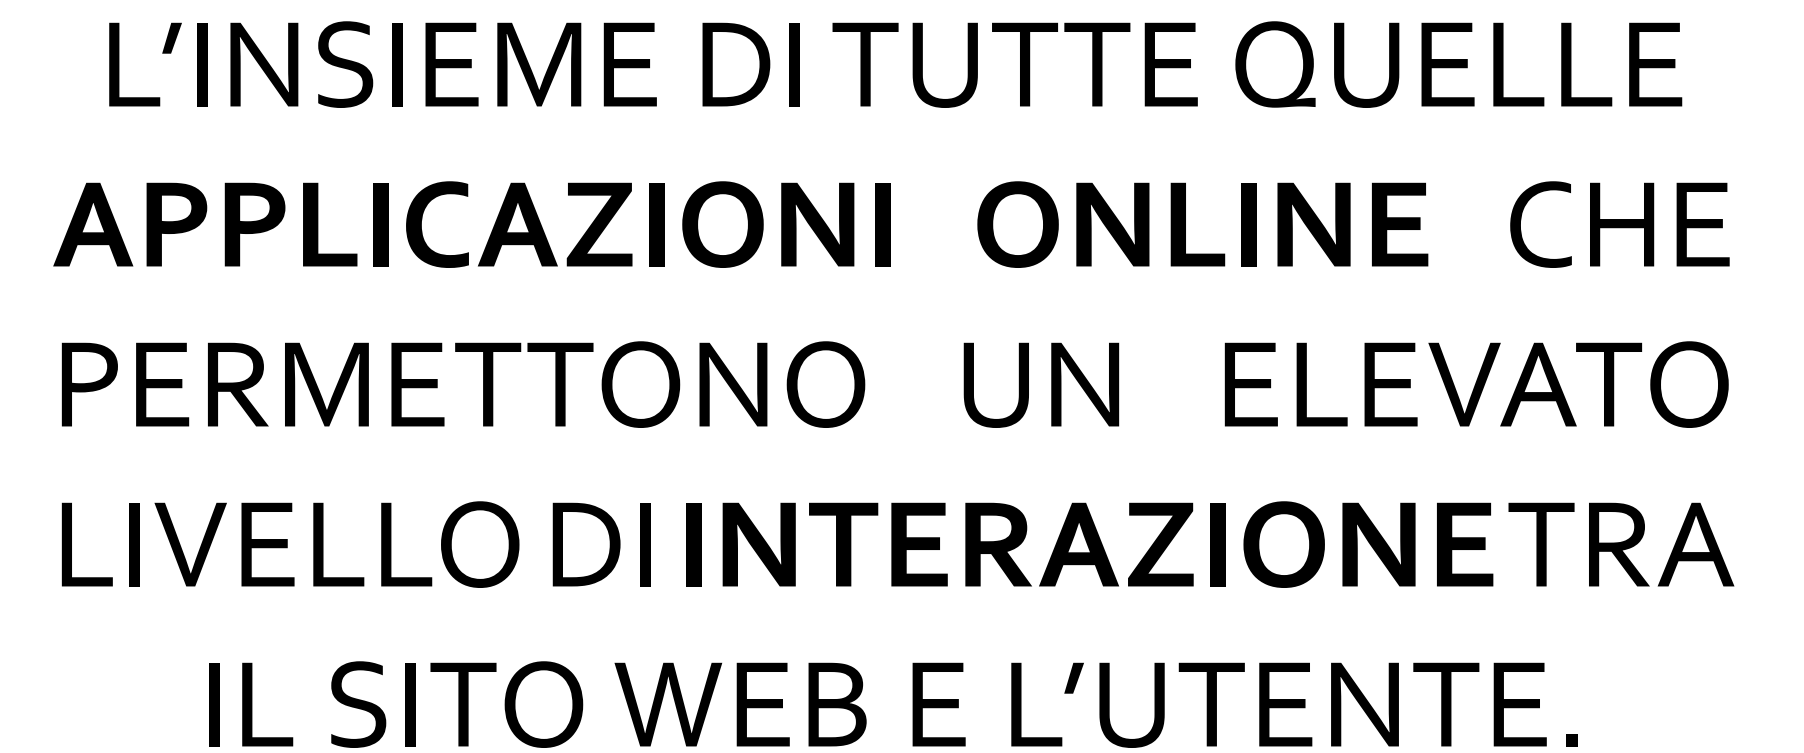 L’INSIEME DI TUTTE QUELLE
APPLICAZIONI ONLINE CHE
PERMETTONO UN ELEVATO
LIVELLO DI INTERAZIONE TRA
IL SITO WEB E L’UTENTE.